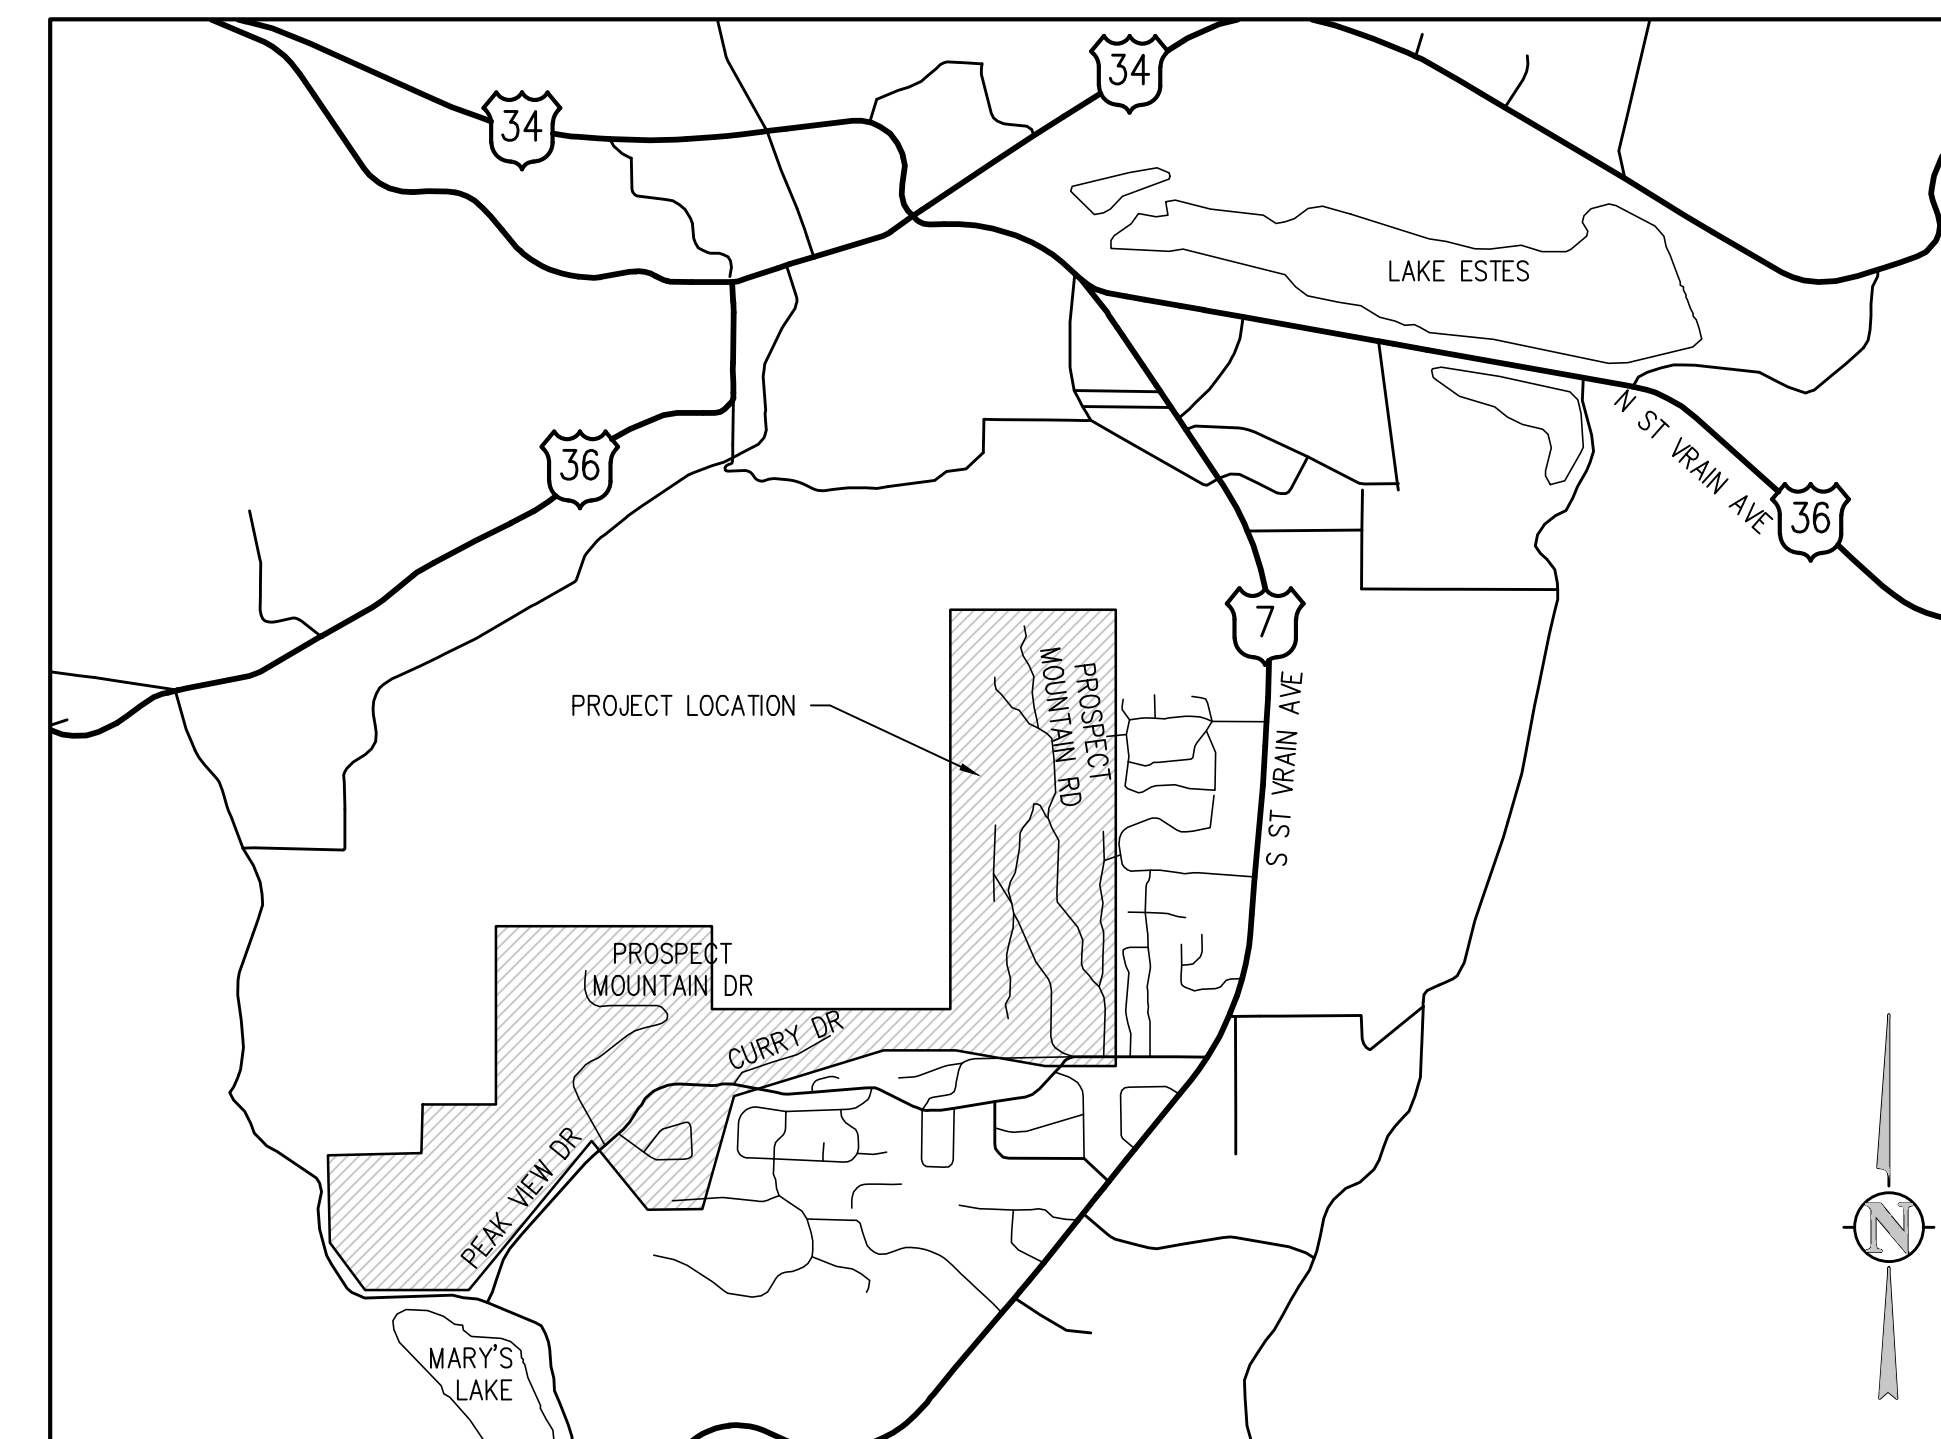 34
34
LAKE ESTES
36
N ST VRAIN AVE
36
7
PROJECT LOCATION
PROSPECT
MOUNTAIN RD
S ST VRAIN AVE
PROSPECT
MOUNTAIN DR
CURRY DR
PEAK VIEW DR
N
MARY'S
LAKE